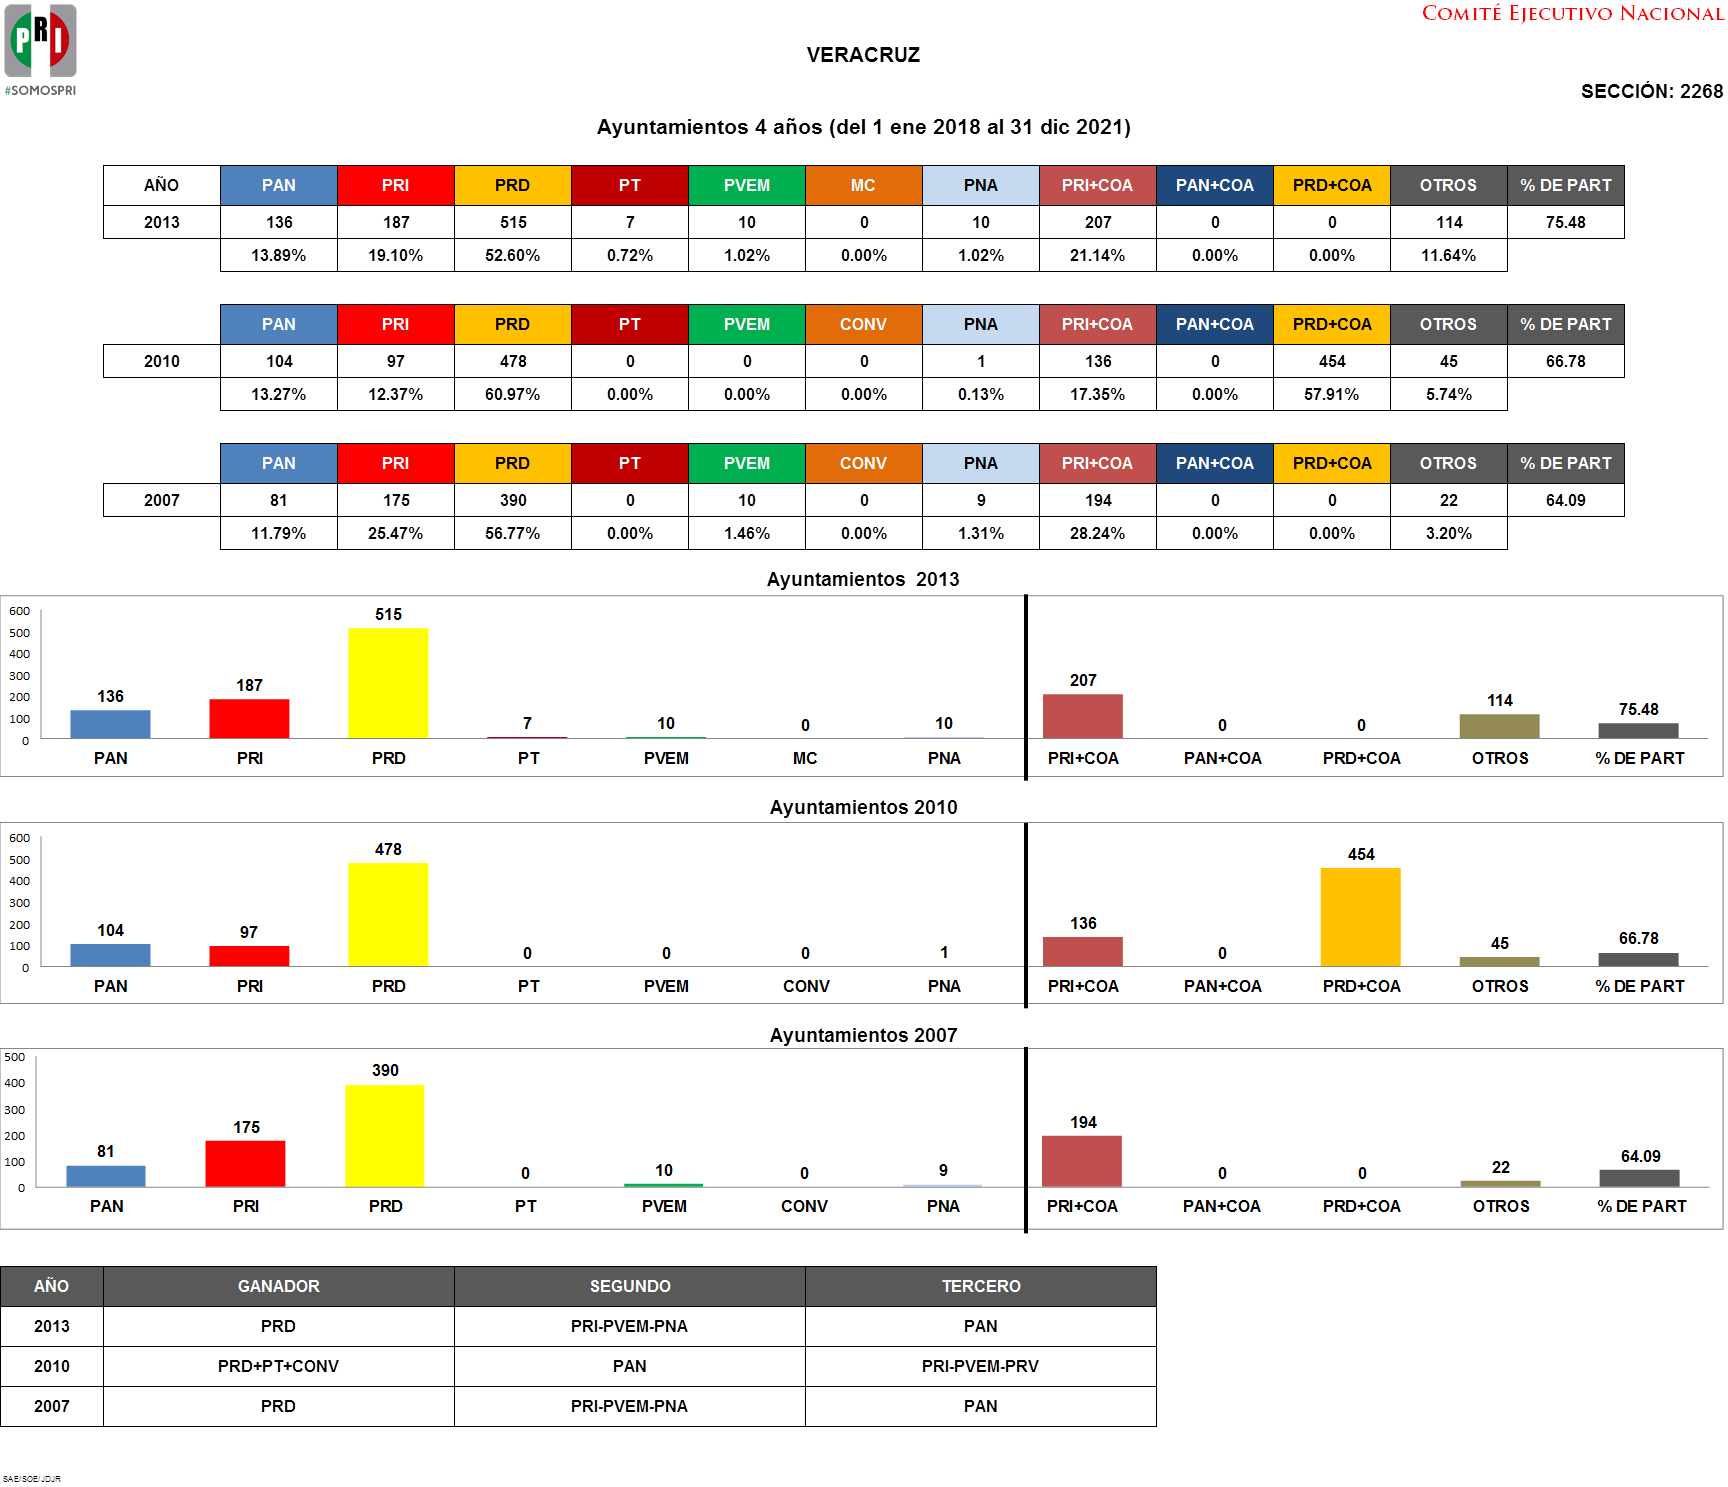 PRI
#SOMOSPRI
COMITÉ EJECUTIVO NACIONAL
VERACRUZ
SECCIÓN: 2268
Ayuntamientos 4 años (del 1 ene 2018 al 31 dic 2021)
AÑO PAN PRI PRD PT PVEM MC PNA PRI+COA PAN+COA PRD+COA OTROS % DE PART
2013 136 187 515 7 10 0 10 207 0 0 114 75.48
13.89% 19.10% 52.60% 0.72% 1.02% 0.00% 1.02% 21.14% 0.00% 0.00% 11.64%
PAN PRI PRD PT PVEM CONV PNA PRI+COA PAN+COA PRD+COA OTROS % DE PART
2010 104 97 478 0 0 0 1 136 0 454 45 66.78
13.27% 12.37% 60.97% 0.00% 0.00% 0.00% 0.13% 17.35% 0.00% 57.91% 5.74%
PAN PRI PRD PT PVEM CONV PNA PRI+COA PAN+COA PRD+COA OTROS % DE PART
2007 81 175 390 0 10 0 9 194 0 0 22 64.09
11.79% 25.47% 56.77% 0.00% 1.46% 0.00% 1.31% 28.24% 0.00% 0.00% 3.20%
Ayuntamientos 2013
600
500
400
300
200
100
0
136 187 515 7 10 0 10 207 0 0 114 75.48
PAN PRI PRD PT PVEM MC PNA PRI+COA PAN+COA PRD+COA OTROS % DE PART
Ayuntamientos 2010
600
500
400
300
200
100
0
104 97 478 0 0 0 1 136 0 454 45 66.78
PAN PRI PRD PT PVEM CONV PNA PRI+COA PAN+COA PRD+COA OTROS % DE PART
Ayuntamientos 2007
500
400
300
200
100
0
81 175 390 0 10 0 9 194 0 0 22 64.09
PAN PRI PRD PT PVEM CONV PNA PRI+COA PAN+COA PRD+COA OTROS % DE PART
AÑO GANADOR SEGUNDO TERCERO
2013 PRD PRI-PVEM-PNA PAN
2010 PRD+PT+CONV PAN PRI-PVEM-PRV
2007 PRD PRI-PVEM-PNA PAN
SAE/SOE/JDJR